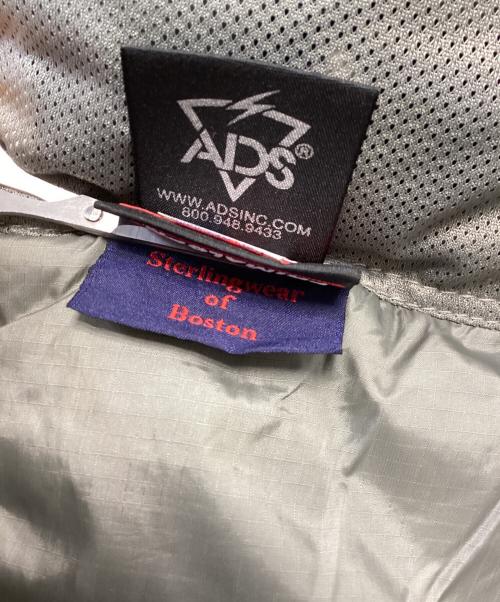 ADS®
WWW.ADSINC.COM
800.948.9433
Sterlingwear
of
Boston